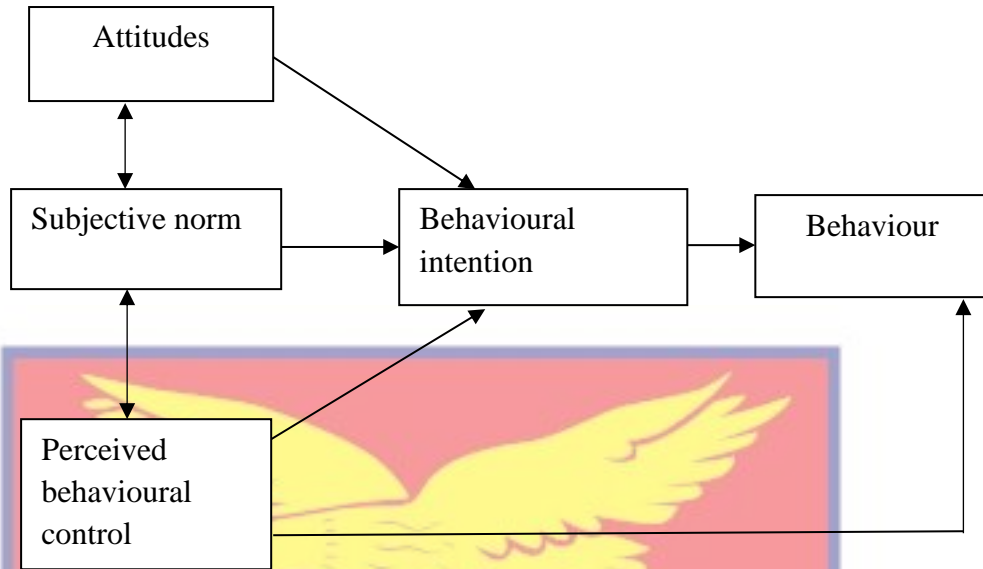 Attitudes
Subjective norm
Behavioural
intention
Behaviour
Perceived
behavioural
control